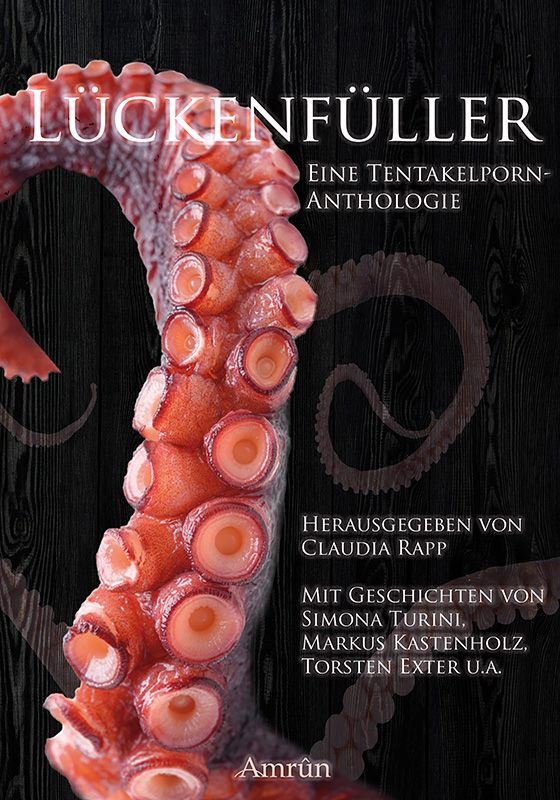 Lückenfüller
Eine Tentakelporn-
Anthologie
Herausgegeben von
Claudia Rapp
Mit Geschichten von
Simona Turini,
Markus Kastenholz,
Torsten Exter u.a.
Amrûn